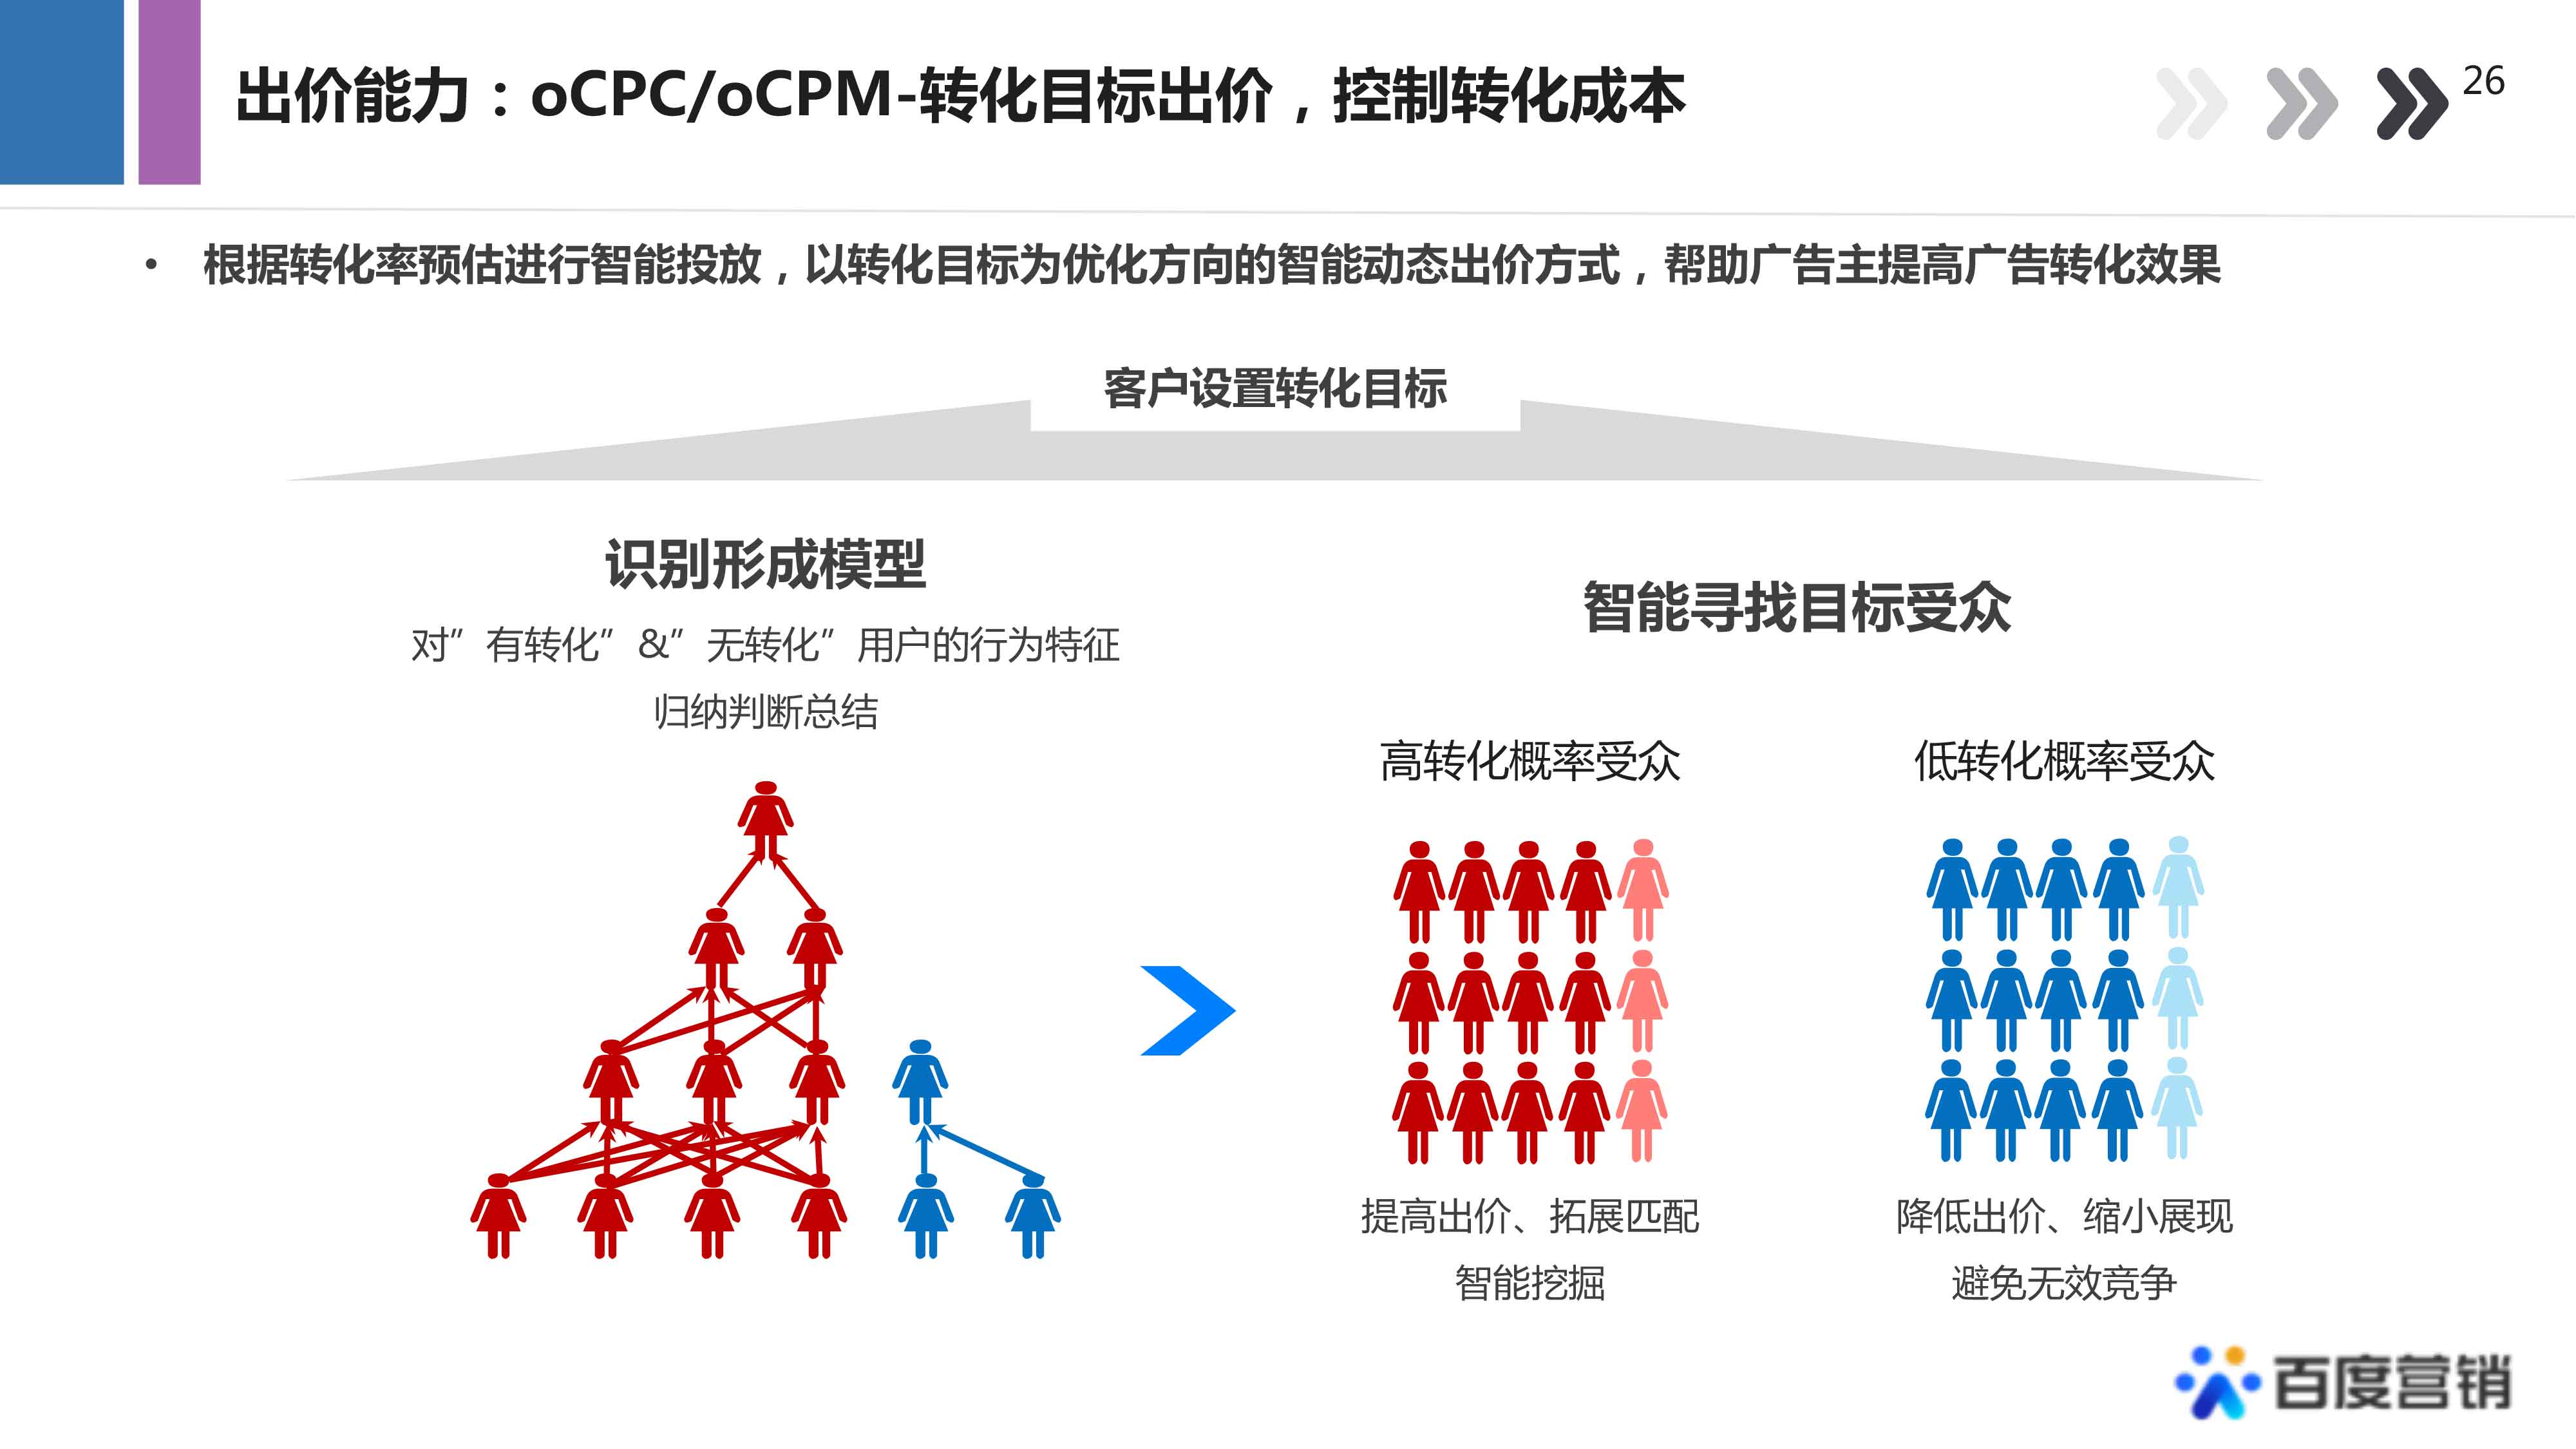 出价能力：oCPC/oCPM-转化目标出价，控制转化成本
26
• 根据转化率预估进行智能投放，以转化目标为优化方向的智能动态出价方式，帮助广告主提高广告转化效果
客户设置转化目标
识别形成模型
对”有转化”&”无转化”用户的行为特征
归纳判断总结
智能寻找目标受众
高转化概率受众
低转化概率受众
提高出价、拓展匹配
智能挖掘
降低出价、缩小展现
避免无效竞争
百度营销